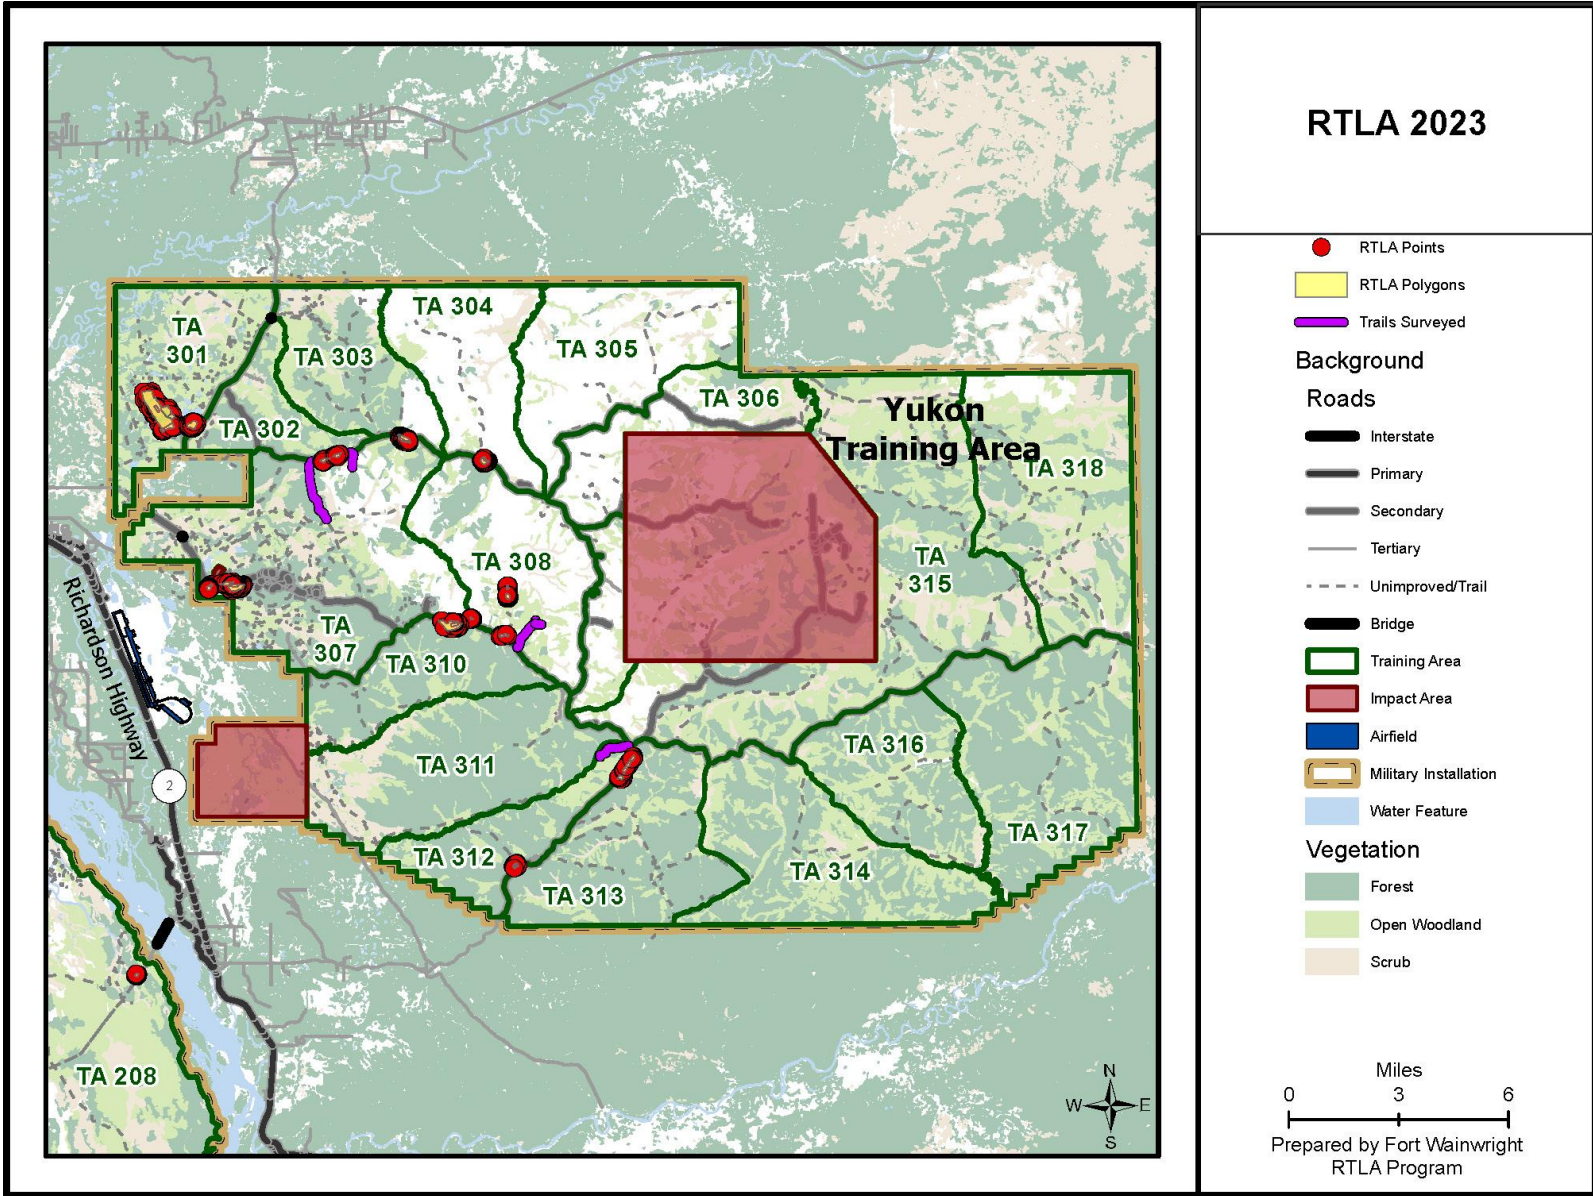 RTLA 2023
RTLA Points
RTLA Polygons
Trails Surveyed
Background
Roads
Interstate
Primary
Secondary
Tertiary
Unimproved/Trail
Bridge
Training Area
Impact Area
Airfield
Military Installation
Water Feature
Vegetation
Forest
Open Woodland
Scrub
Miles
0 3 6
Prepared by Fort Wainwright
RTLA Program
TA
301
TA 303
TA 304
TA 305
TA 306
TA 302
Yukon
Training Area
TA 318
TA 308
TA
315
TA
307
TA 310
Richardson Highway
2
TA 311
TA 316
TA 312
TA 313
TA 314
TA 317
TA 208
N
W E
S